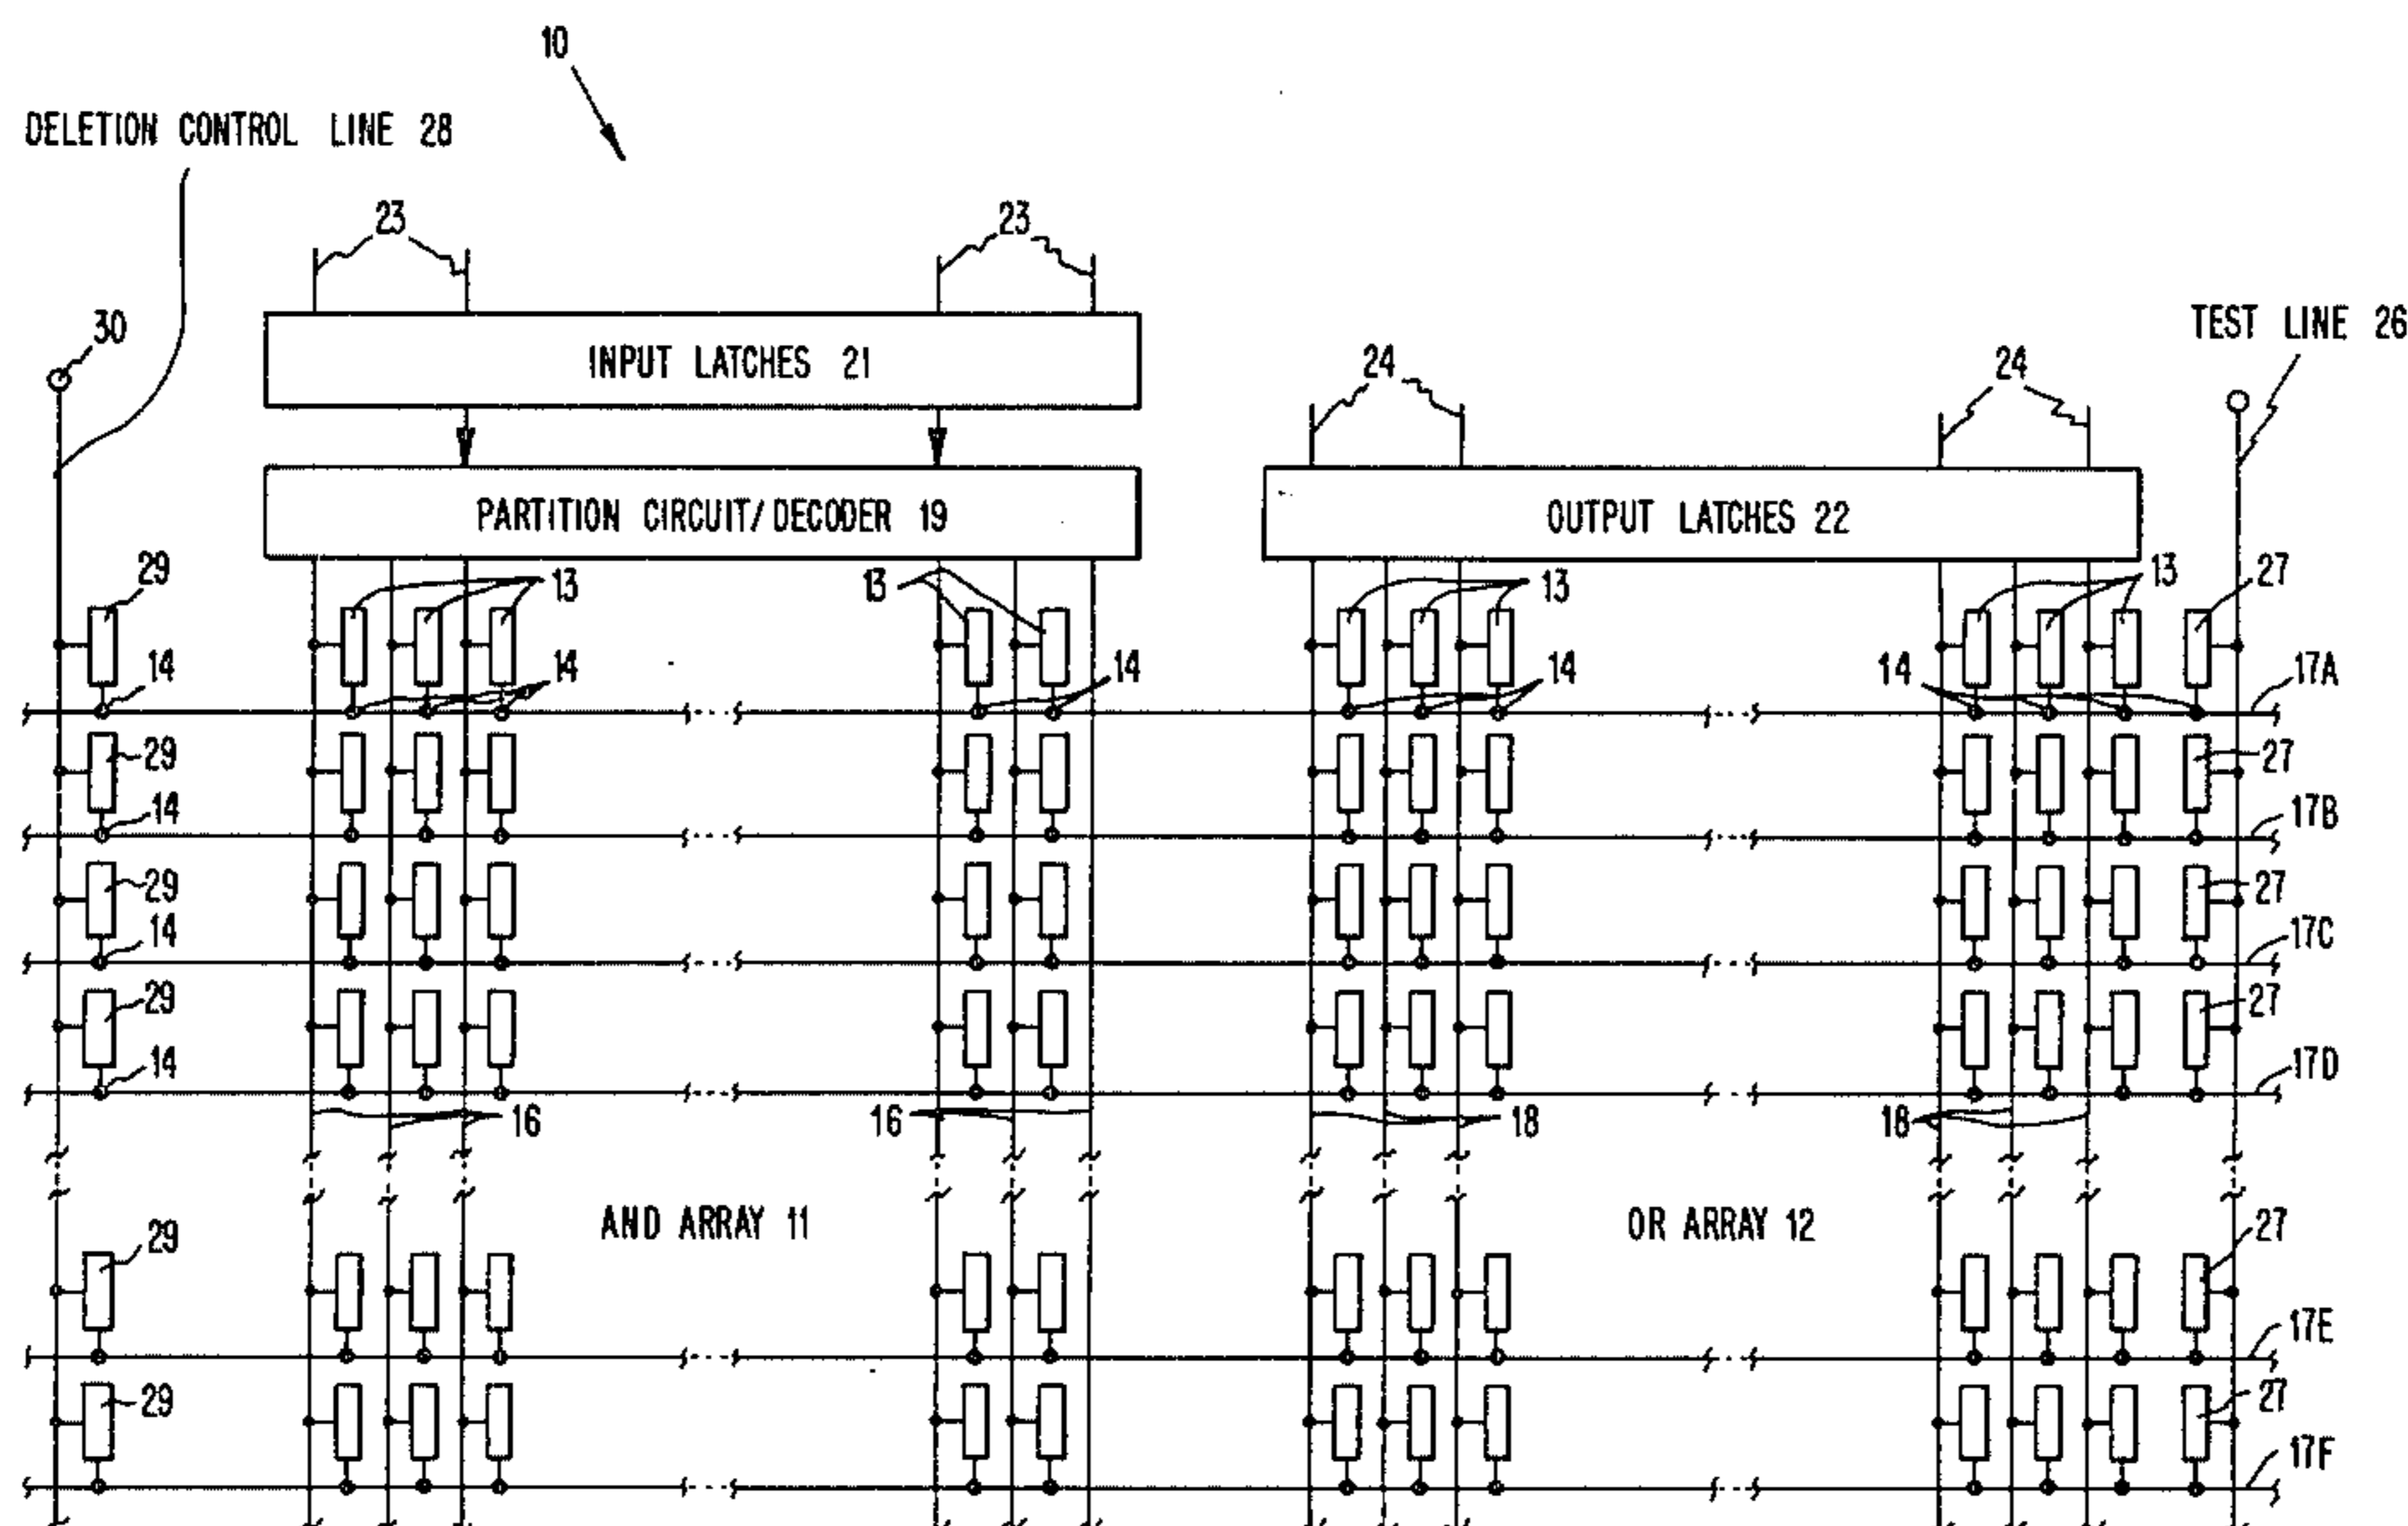 10
DELETION CONTROL LINE 28
23 23
30
INPUT LATCHES 21
TEST LINE 26
24 24
PARTITION CIRCUIT/DECODER 19
OUTPUT LATCHES 22
29 13 13 13 13 27
14 14 14 14 14 17A
29 27
14 17B
29 27
14 17C
29 27
14 17D
16 16 18 18
AND ARRAY 11
OR ARRAY 12
29 27
17E
29 27
17F